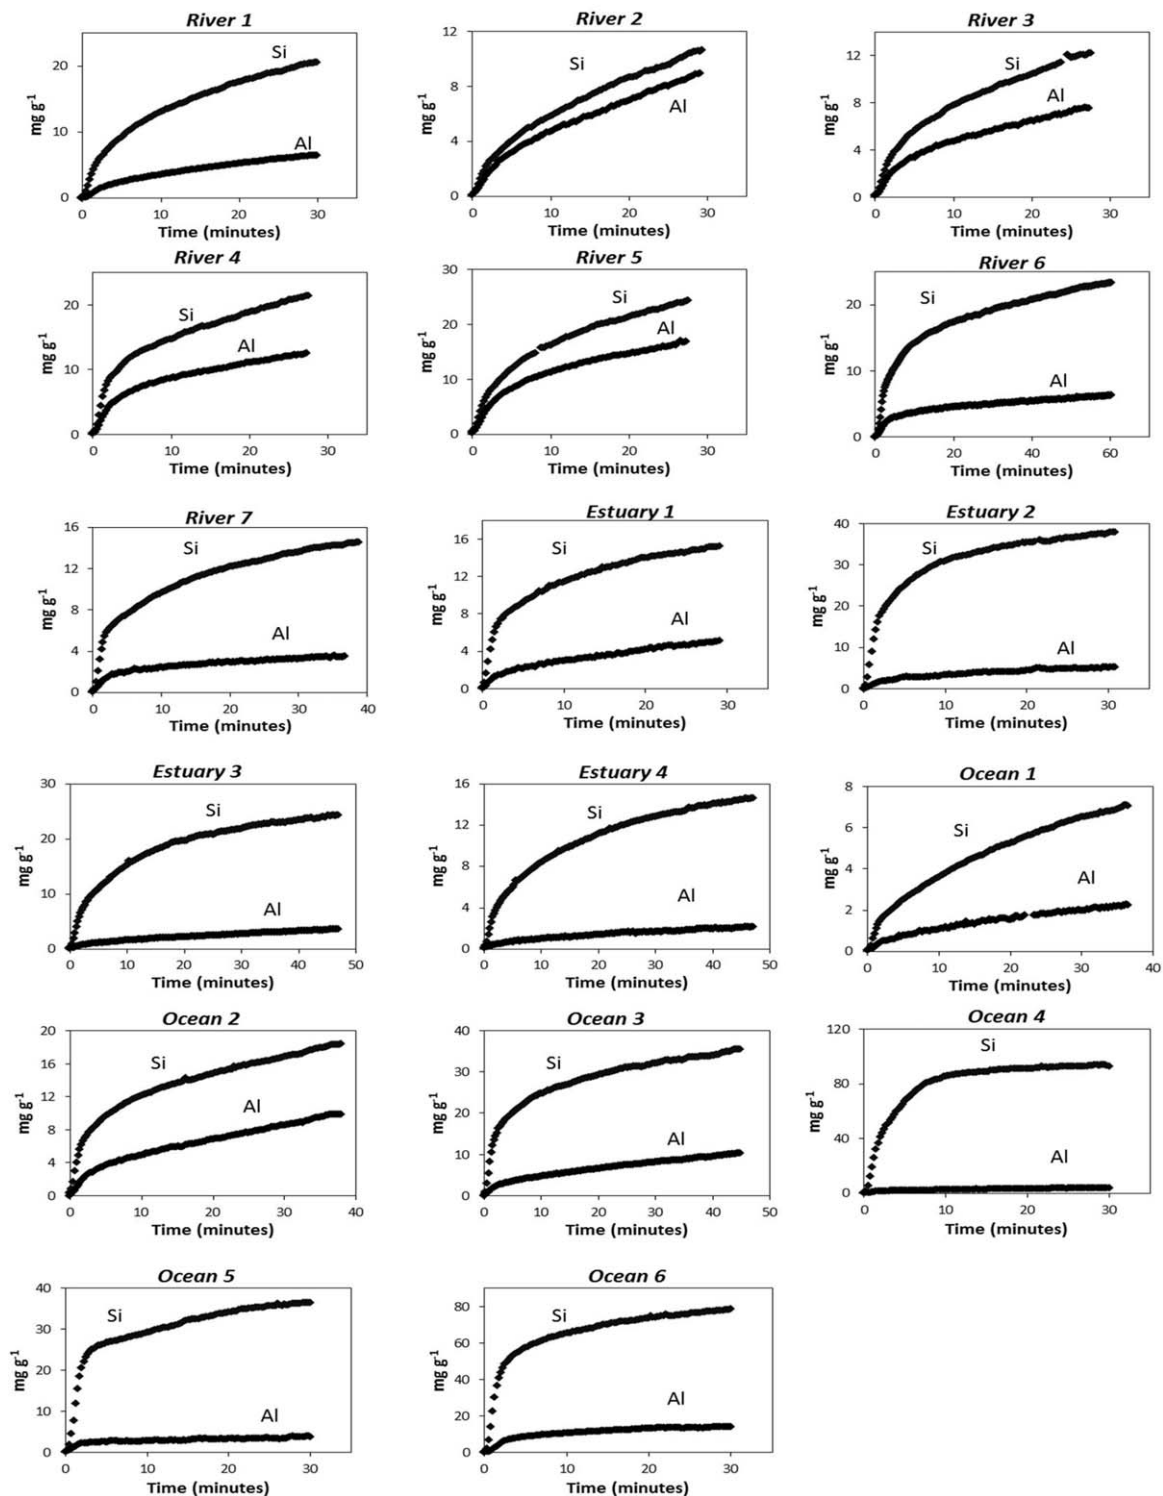 River 1
Si
Al
20
10
0
0 10 20 30
mg g-1
Time (minutes)
River 2
Si
Al
12
8
4
0
0 10 20 30
mg g-1
Time (minutes)
River 3
Si
Al
12
8
4
0
0 10 20 30
mg g-1
Time (minutes)
River 4
Si
Al
20
10
0
0 10 20 30
mg g-1
Time (minutes)
River 5
Si
Al
30
20
10
0
0 10 20 30
mg g-1
Time (minutes)
River 6
Si
Al
20
10
0
0 20 40 60
mg g-1
Time (minutes)
River 7
Si
Al
16
12
8
4
0
0 10 20 30 40
mg g-1
Time (minutes)
Estuary 1
Si
Al
16
12
8
4
0
0 10 20 30
mg g-1
Time (minutes)
Estuary 2
Si
Al
40
30
20
10
0
0 10 20 30
mg g-1
Time (minutes)
Estuary 3
Si
Al
30
20
10
0
0 10 20 30 40 50
mg g-1
Time (minutes)
Estuary 4
Si
Al
16
12
8
4
0
0 10 20 30 40 50
mg g-1
Time (minutes)
Ocean 1
Si
Al
8
6
4
2
0
0 10 20 30 40
mg g-1
Time (minutes)
Ocean 2
Si
Al
20
16
12
8
4
0
0 10 20 30 40
mg g-1
Time (minutes)
Ocean 3
Si
Al
40
30
20
10
0
0 10 20 30 40 50
mg g-1
Time (minutes)
Ocean 4
Si
Al
120
80
40
0
0 10 20 30
mg g-1
Time (minutes)
Ocean 5
Si
Al
40
30
20
10
0
0 10 20 30
mg g-1
Time (minutes)
Ocean 6
Si
Al
80
60
40
20
0
0 10 20 30
mg g-1
Time (minutes)